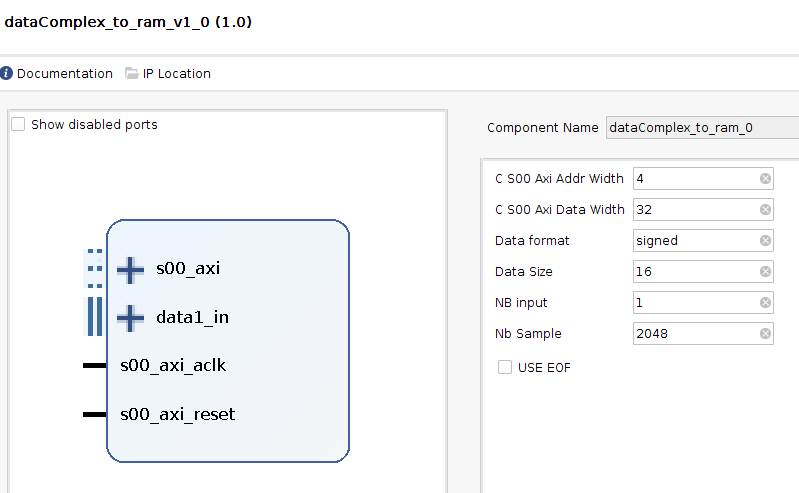 dataComplex_to_ram_v1_0 (1.0)
Documentation IP Location
Show disabled ports
s00_axi
data1_in
s00_axi_aclk
s00_axi_reset
Component Name dataComplex_to_ram_0
C S00 Axi Addr Width 4
C S00 Axi Data Width 32
Data format signed
Data Size 16
NB input 1
Nb Sample 2048
USE EOF